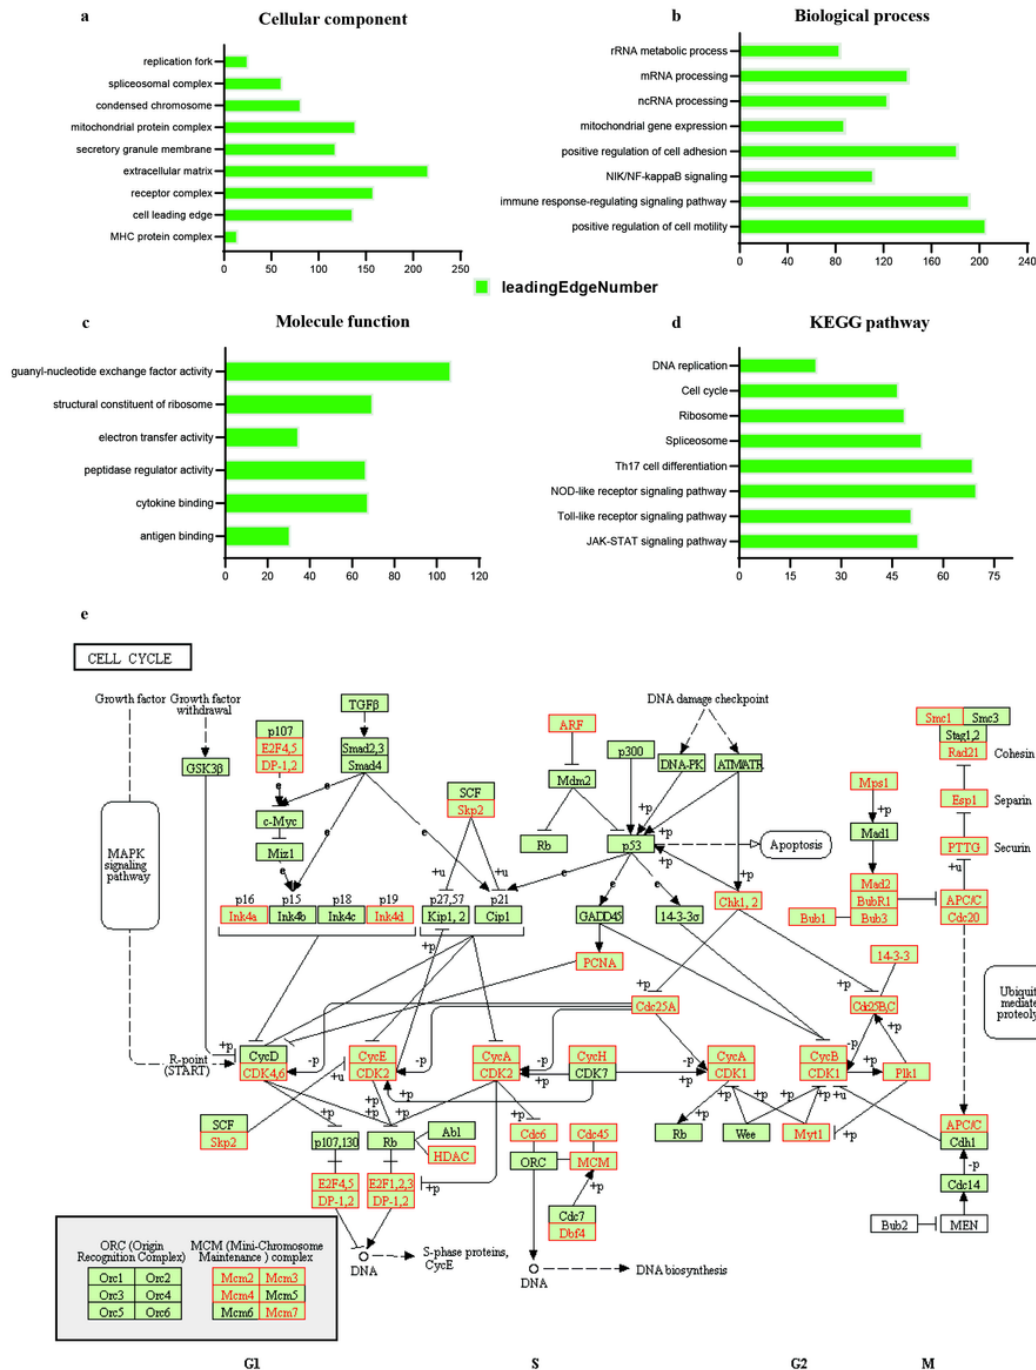 a
Cellular component
replication fork
spliceosomal complex
condensed chromosome
mitochondrial protein complex
secretory granule membrane
extracellular matrix
receptor complex
cell leading edge
MHC protein complex
0 50 100 150 200 250
b
Biological process
rRNA metabolic process
mRNA processing
ncRNA processing
mitochondrial gene expression
positive regulation of cell adhesion
NIK/NF-kappaB signaling
immune response-regulating signaling pathway
positive regulation of cell motility
0 40 80 120 160 200 240
leadingEdgeNumber
c
Molecule function
guanyl-nucleotide exchange factor activity
structural constituent of ribosome
electron transfer activity
peptidase regulator activity
cytokine binding
antigen binding
0 20 40 60 80 100 120
d
KEGG pathway
DNA replication
Cell cycle
Ribosome
Spliceosome
Th17 cell differentiation
NOD-like receptor signaling pathway
Toll-like receptor signaling pathway
JAK-STAT signaling pathway
0 15 30 45 60 75
e
CELL CYCLE
Growth factor
Growth factor
withdrawal
GSK3β
p107
E2F4,5
DP-1,2
TGFβ
Smad2,3
Smad4
e
e
e
e
c-Myc
Miz1
e
SCF
Skp2
+u
+u
ARF
Mdm2
Rb
p300
DNA damage checkpoint
DNA-PK
ATM/ATR
+p
+p
p53
Apoptosis
+p
e
e
e
Smc1
Smc3
Stag1,2
Rad21
Cohesin
Mps1
+p
Mad1
Esp1
Separin
PTTG
Securin
+u
Mad2
BubR1
Bub3
Bub1
APC/C
Cdc20
MAPK
signaling
pathway
p16
Ink4a
p15
Ink4b
p18
Ink4c
p19
Ink4d
p27,57
Kip1, 2
p21
Cip1
+p
GADD45
14-3-3σ
Chk1, 2
PCNA
14-3-3
+p
+p
Cdc25A
Cdc25B,C
Ubiquit
mediate
proteoly
R-point
(START)
+p
CycD
CDK4,6
-p
CycE
CDK2
-p
CycA
CDK2
-p
+p
CycH
CDK7
-p
+p
CycA
CDK1
CycB
CDK1
-p
+p
+p
Plk1
+u
SCF
Skp2
+p
+p
+p
+p
+p
p107,130
Rb
Abl
HDAC
E2F4,5
DP-1,2
E2F1,2,3
DP-1,2
+p
+p
Cdc6
Cdc45
ORC
MCM
+p
Cdc7
Dbf4
+p
Rb
+p
Wee
+p
+p
Myt1
+p
+u
APC/C
Cdh1
-p
Cdc14
Bub2
MEN
DNA
S-phase proteins,
CycE
DNA
DNA biosynthesis
ORC (Origin
Recognition Complex)
Orc1 Orc2
Orc3 Orc4
Orc5 Orc6
MCM (Mini-Chromosome
Maintenance ) complex
Mcm2 Mcm3
Mcm4 Mcm5
Mcm6 Mcm7
G1 S G2 M